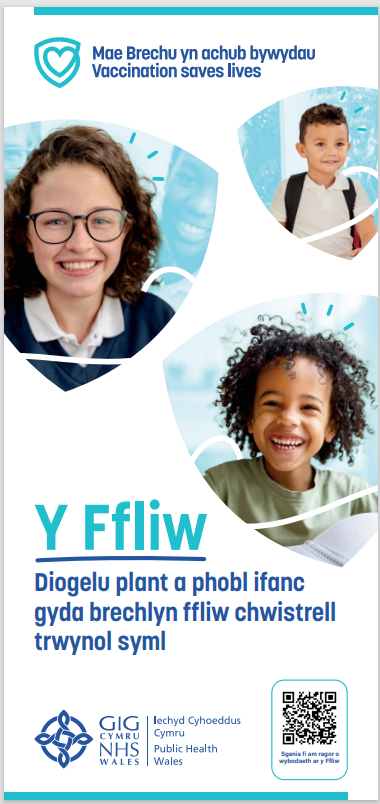 Mae Brechu yn achub bywydau
Vaccination saves lives
Y Ffliw
Diogelu plant a phobl ifanc
gyda brechlyn ffliw chwistrell
trwynol syml
GIG
CYMRU
NHS
WALES
Iechyd Cyhoeddus
Cymru
Public Health
Wales
Sgania fi am ragor o
wybodaeth ar y Ffliw